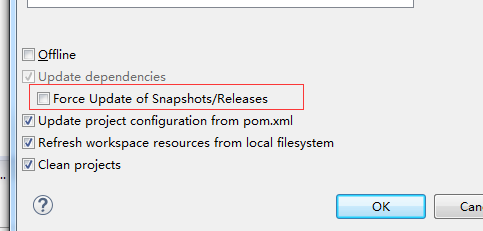 Offline
Update dependencies
Force Update of Snapshots/Releases
Update project configuration from pom.xml
Refresh workspace resources from local filesystem
Clean projects
?
OK